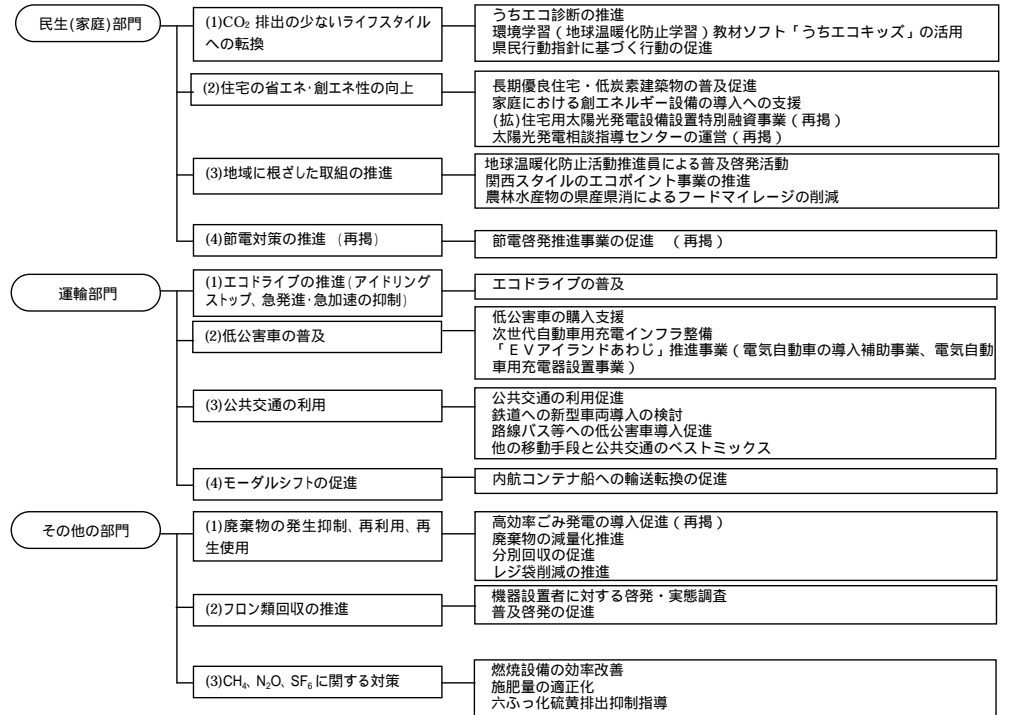 民生(家庭)部門
(1)CO₂ 排出の少ないライフスタイル
への転換
うちエコ診断の推進
環境学習(地球温暖化防止学習)教材ソフト「うちエコキッズ」の活用
県民行動指針に基づく行動の促進
(2)住宅の省エネ·創エネ性の向上
長期優良住宅・低炭素建築物の普及促進
家庭における創エネルギー設備の導入への支援
(拡)住宅用太陽光発電設備設置特別融資事業(再掲)
太陽光発電相談指導センターの運営(再掲)
(3)地域に根ざした取組の推進
地球温暖化防止活動推進員による普及啓発活動
関西スタイルのエコポイント事業の推進
農林水産物の県産県消によるフードマイレージの削減
(4)節電対策の推進 (再掲)
節電啓発推進事業の促進 (再掲)
運輸部門
(1)エコドライブの推進(アイドリング
ストップ、急発進·急加速の抑制)
エコドライブの普及
(2)低公害車の普及
低公害車の購入支援
次世代自動車用充電インフラ整備
「EVアイランドあわじ」推進事業(電気自動車の導入補助事業、電気自動
車用充電器設置事業)
(3)公共交通の利用
公共交通の利用促進
鉄道への新型車両導入の検討
路線バス等への低公害車導入促進
他の移動手段と公共交通のベストミックス
(4)モーダルシフトの促進
内航コンテナ船への輸送転換の促進
その他の部門
(1)廃棄物の発生抑制、再利用、再
生使用
高効率ごみ発電の導入促進(再掲)
廃棄物の減量化推進
分別回収の促進
レジ袋削減の推進
(2)フロン類回収の推進
機器設置者に対する啓発・実態調査
普及啓発の促進
(3)CH₄、N₂O、SF₆に関する対策
燃焼設備の効率改善
施肥量の適正化
六ふっ化硫黄排出抑制指導